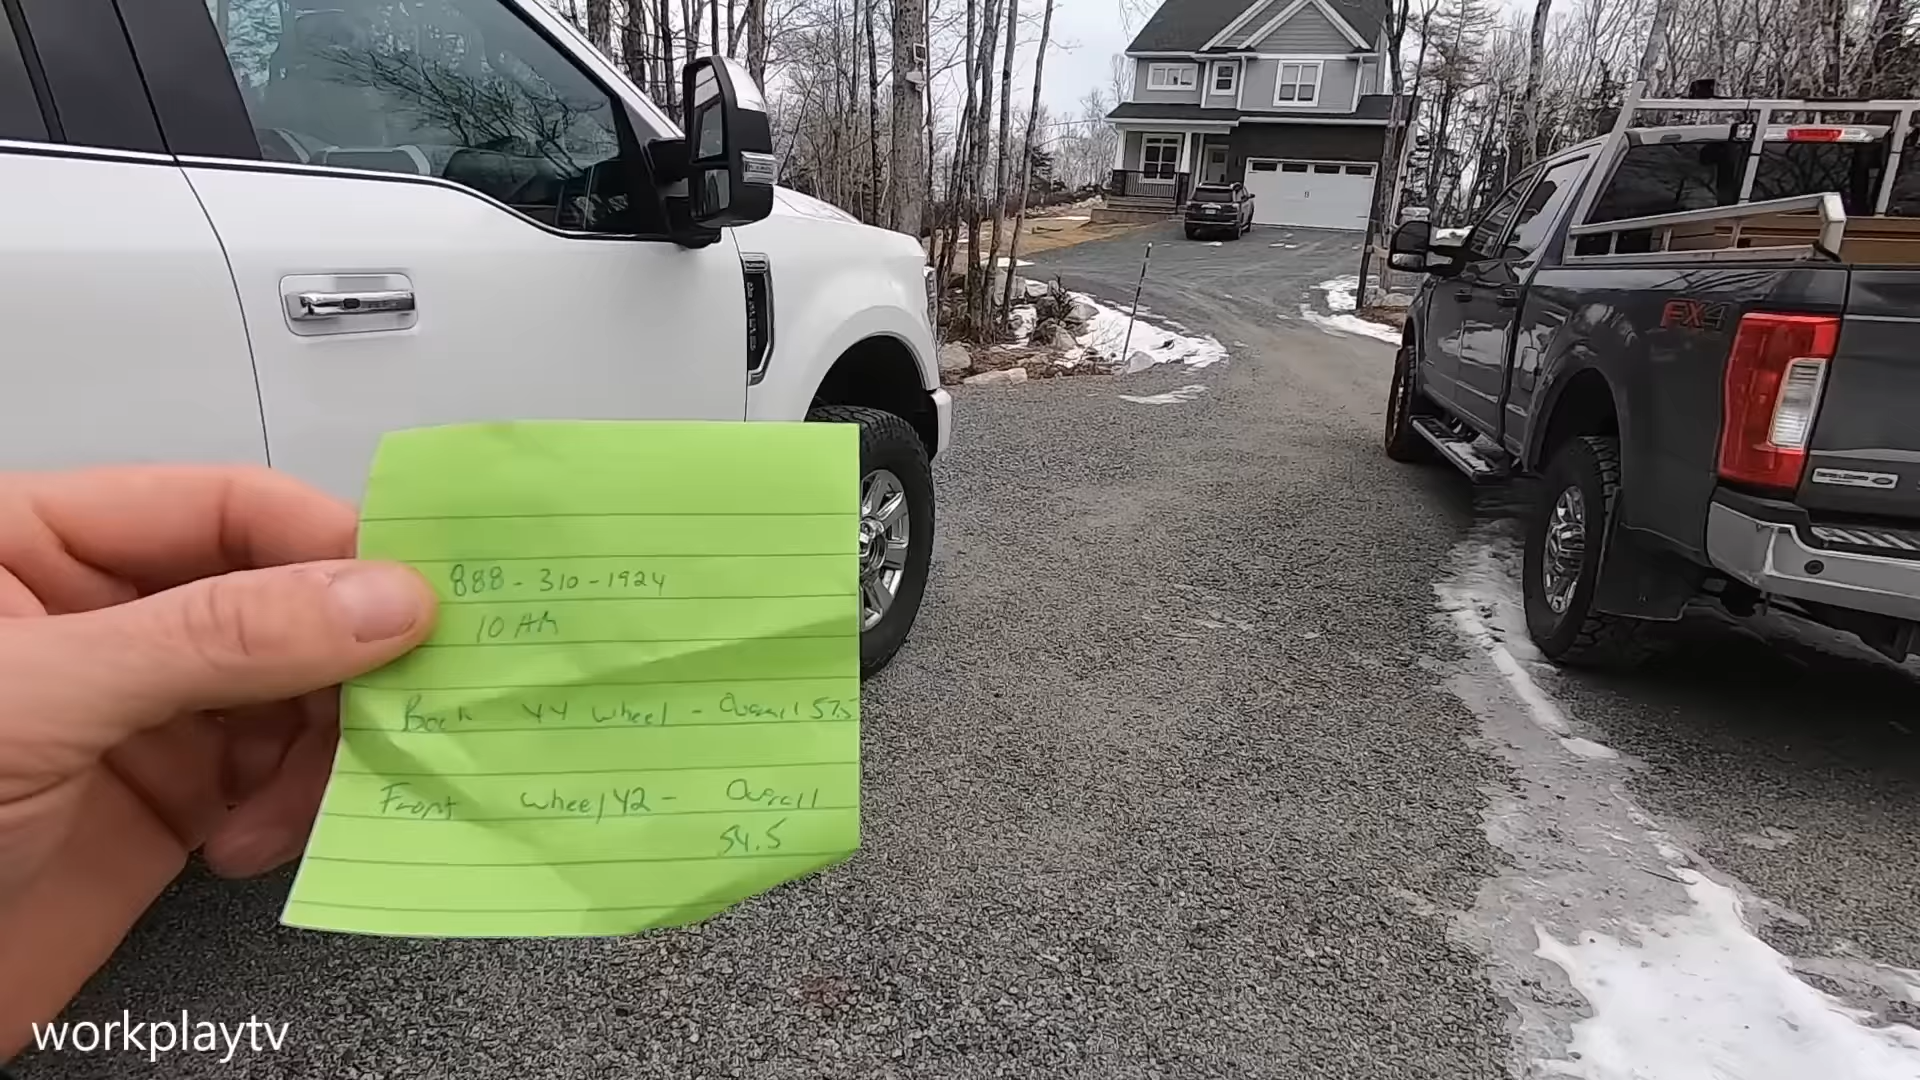 FX4
888-310-1924
10 AM
Back 44 wheel - Overall 57.5
Front wheel 42 - Overall
54.5
workplaytv